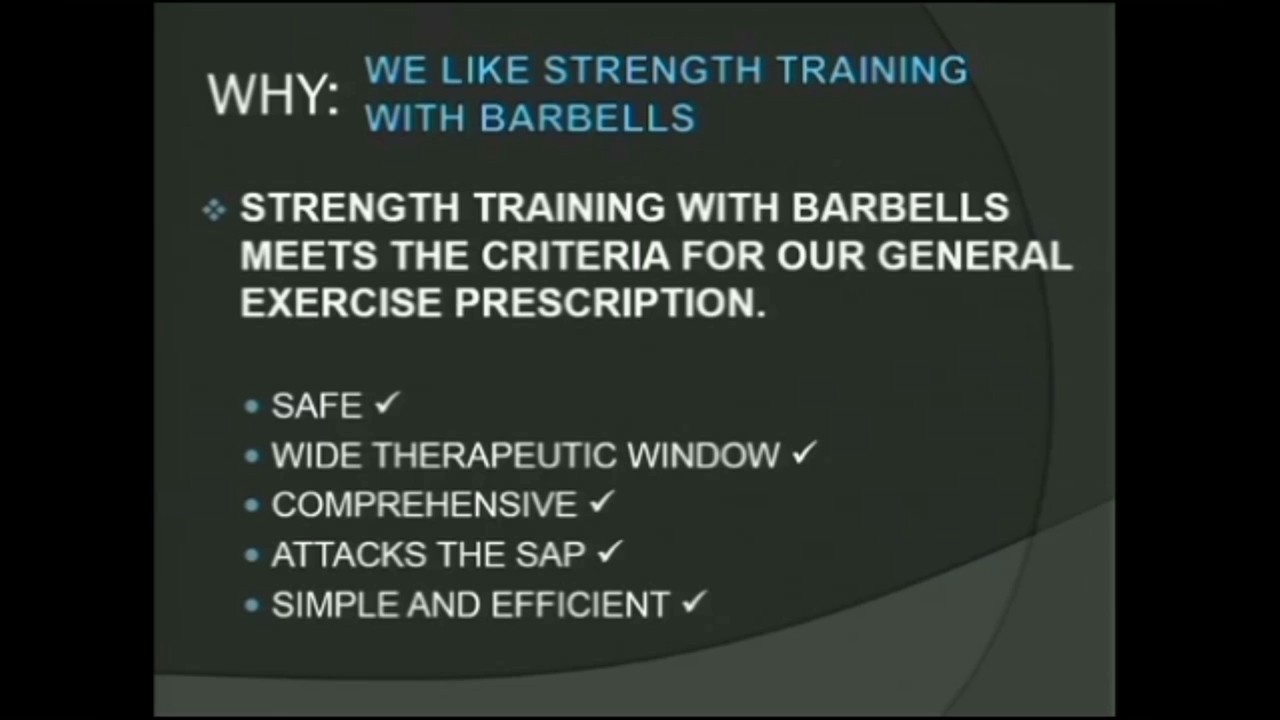 WHY: WE LIKE STRENGTH TRAINING
WITH BARBELLS
❖ STRENGTH TRAINING WITH BARBELLS
MEETS THE CRITERIA FOR OUR GENERAL
EXERCISE PRESCRIPTION.
• SAFE ✓
• WIDE THERAPEUTIC WINDOW ✓
• COMPREHENSIVE ✓
• ATTACKS THE SAP ✓
• SIMPLE AND EFFICIENT ✓